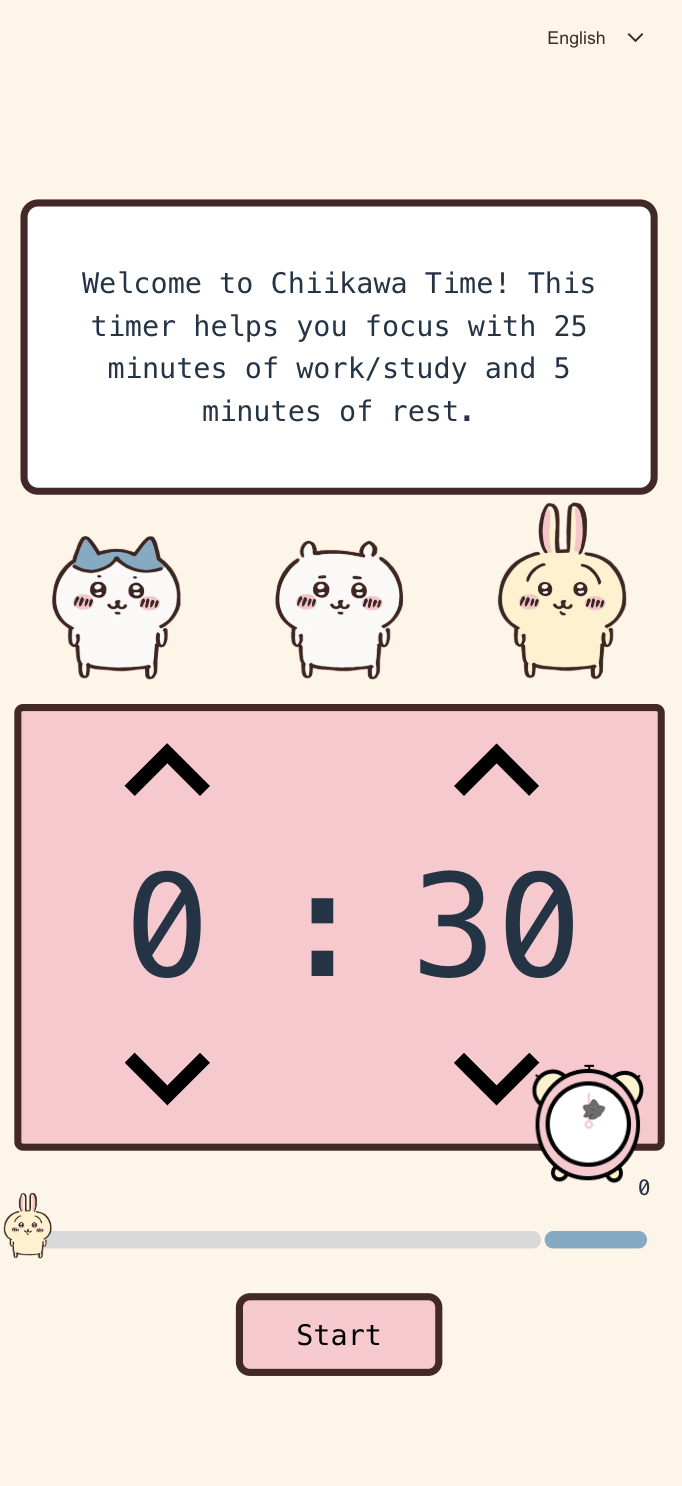 English
Welcome to Chiikawa Time! This
timer helps you focus with 25
minutes of work/study and 5
minutes of rest.
0 : 30
0
Start